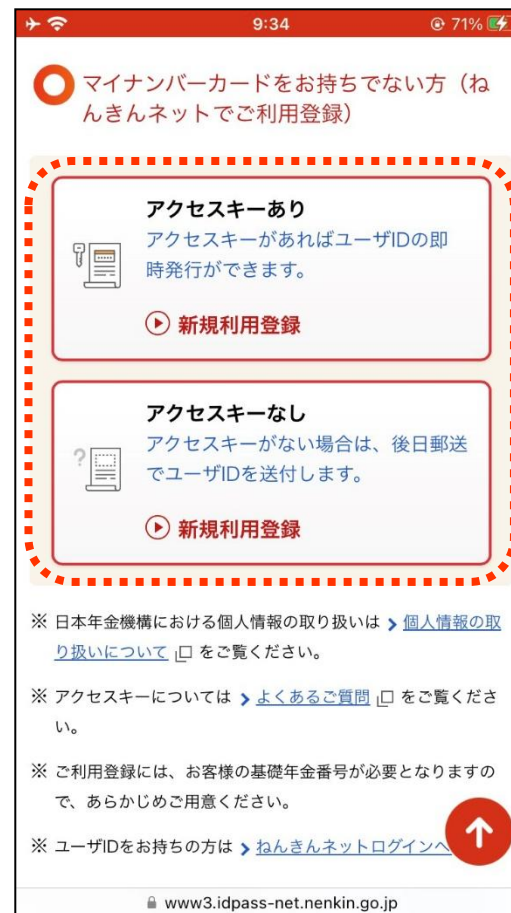 9:34
71%
マイナンバーカードをお持ちでない方（ね
んきんネットでご利用登録）
アクセスキーあり
アクセスキーがあればユーザIDの即
時発行ができます。
新規利用登録
アクセスキーなし
アクセスキーがない場合は、後日郵送
でユーザIDを送付します。
新規利用登録
※ 日本年金機構における個人情報の取り扱いは > 個人情報の取
り扱いについて をご覧ください。
※ アクセスキーについては > よくあるご質問 をご覧くださ
い。
※ ご利用登録には、お客様の基礎年金番号が必要となりますの
で、あらかじめご用意ください。
※ ユーザIDをお持ちの方は > ねんきんネットログインへ
www3.idpass-net.nenkin.go.jp